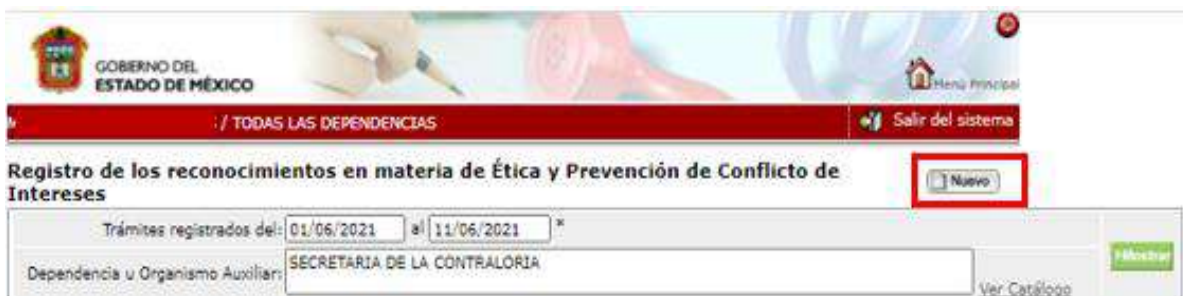 GOBIERNO DEL
ESTADO DE MÉXICO
Menú Principal
/ TODAS LAS DEPENDENCIAS
Salir del sistema
Registro de los reconocimientos en materia de Ética y Prevención de Conflicto de
Intereses
Nuevo
Trámites registrados del: 01/06/2021 al 11/06/2021 *
Dependencia u Organismo Auxiliar: SECRETARIA DE LA CONTRALORIA
Mostrar
Ver Catálogo